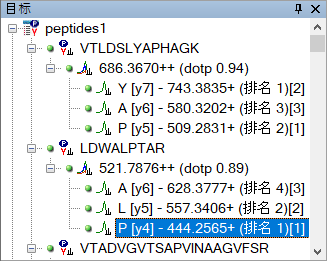 目标
peptides1
VTLDSLYAPHAGK
686.3670++ (dotp 0.94)
Y [y7] - 743.3835+ (排名 1)[2]
A [y6] - 580.3202+ (排名 3)[3]
P [y5] - 509.2831+ (排名 2)[1]
LDWALPTAR
521.7876++ (dotp 0.89)
A [y6] - 628.3777+ (排名 4)[3]
L [y5] - 557.3406+ (排名 2)[2]
P [y4] - 444.2565+ (排名 1)[1]
VTADVGVTSAPVINAAGVFSR